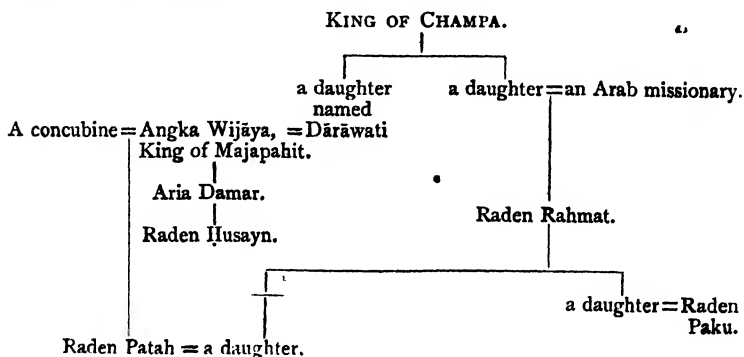 KING OF CHAMPA.
a daughter
named
a daughter=an Arab missionary.
A concubine=Angka Wijāya, =Dārāwati
King of Majapahit.
Aria Damar.
Raden Ḥusayn.
Raden Rahmat.
a daughter=Raden
Paku.
Raden Patah = a daughter.